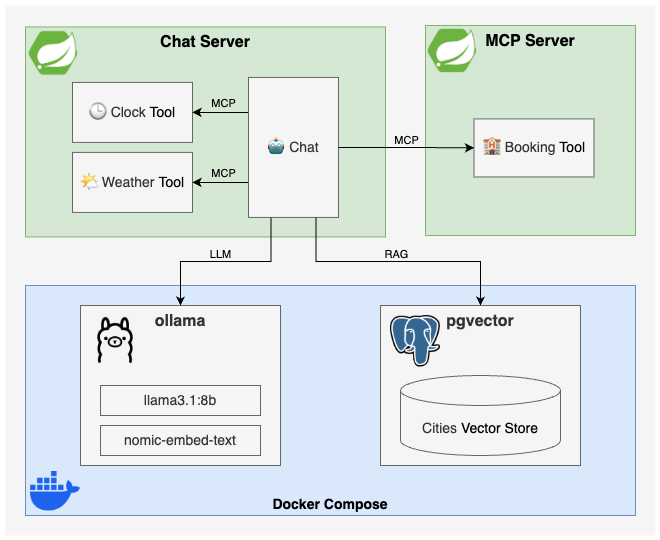 Chat Server
MCP Server
Clock Tool
MCP
Chat
MCP
Booking Tool
Weather Tool
MCP
LLM
RAG
ollama
pgvector
llama3.1:8b
nomic-embed-text
Cities Vector Store
Docker Compose